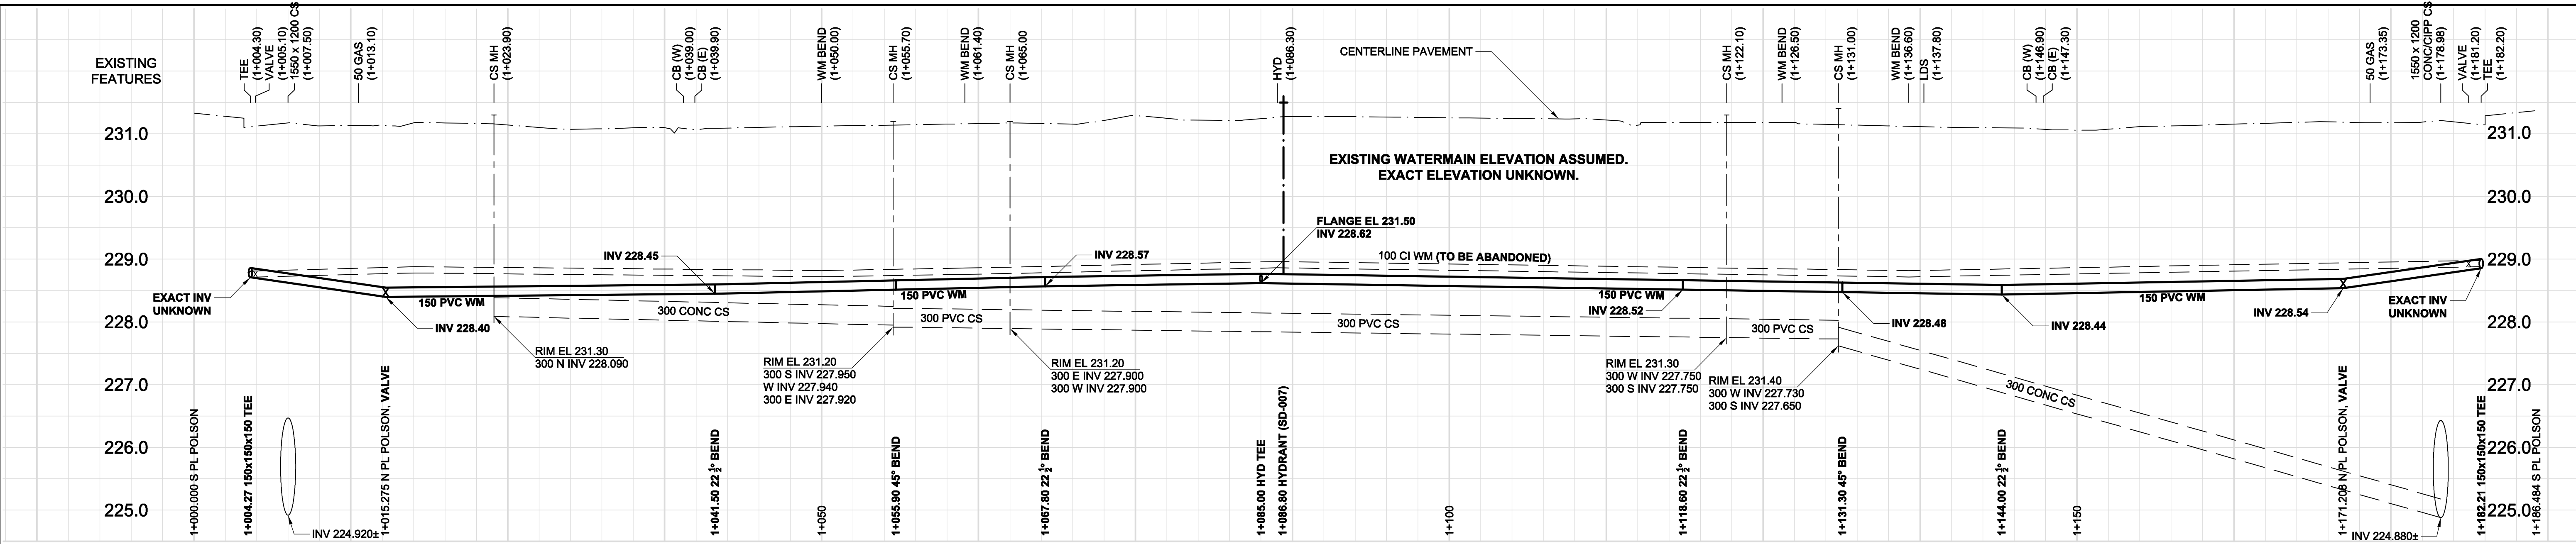 EXISTING
FEATURES
TEE
(1+004.30)
VALVE
(1+005.10)
1550 x 1200 CS
(1+007.50)
50 GAS
(1+013.10)
CS MH
(1+023.90)
CB (W)
(1+039.00)
CB (E)
(1+039.90)
WM BEND
(1+050.00)
CS MH
(1+055.70)
WM BEND
(1+061.40)
CS MH
(1+065.00
HYD
(1+086.30)
CENTERLINE PAVEMENT
CS MH
(1+122.10)
WM BEND
(1+126.50)
CS MH
(1+131.00)
WM BEND
(1+136.60)
LDS
(1+137.80)
CB (W)
(1+146.90)
CB (E)
(1+147.30)
50 GAS
(1+173.35)
1550 x 1200
CONC/CIPP CS
(1+178.98)
VALVE
(1+181.20)
TEE
(1+182.20)
231.0
231.0
EXISTING WATERMAIN ELEVATION ASSUMED.
EXACT ELEVATION UNKNOWN.
230.0
230.0
FLANGE EL 231.50
INV 228.62
229.0
INV 228.45
INV 228.57
100 CI WM (TO BE ABANDONED)
229.0
EXACT INV
UNKNOWN
150 PVC WM
150 PVC WM
150 PVC WM
150 PVC WM
EXACT INV
UNKNOWN
300 CONC CS
300 PVC CS
300 PVC CS
300 PVC CS
INV 228.52
INV 228.54
228.0
INV 228.40
INV 228.48
INV 228.44
228.0
RIM EL 231.30
300 N INV 228.090
RIM EL 231.20
300 S INV 227.950
W INV 227.940
300 E INV 227.920
RIM EL 231.20
300 E INV 227.900
300 W INV 227.900
RIM EL 231.30
300 W INV 227.750
300 S INV 227.750
RIM EL 231.40
300 W INV 227.730
300 S INV 227.650
300 CONC CS
227.0
227.0
226.0
226.0
225.0
225.0
1+000.000 S PL POLSON
1+004.27 150x150x150 TEE
INV 224.920±
1+015.275 N PL POLSON, VALVE
1+041.50 22 ½° BEND
1+050
1+055.90 45° BEND
1+067.80 22 ½° BEND
1+085.00 HYD TEE
1+086.80 HYDRANT (SD-007)
1+100
1+118.60 22 ½° BEND
1+131.30 45° BEND
1+144.00 22 ½° BEND
1+150
1+171.208 N PL POLSON, VALVE
INV 224.880±
1+182.21 150x150x150 TEE
1+186.484 S PL POLSON